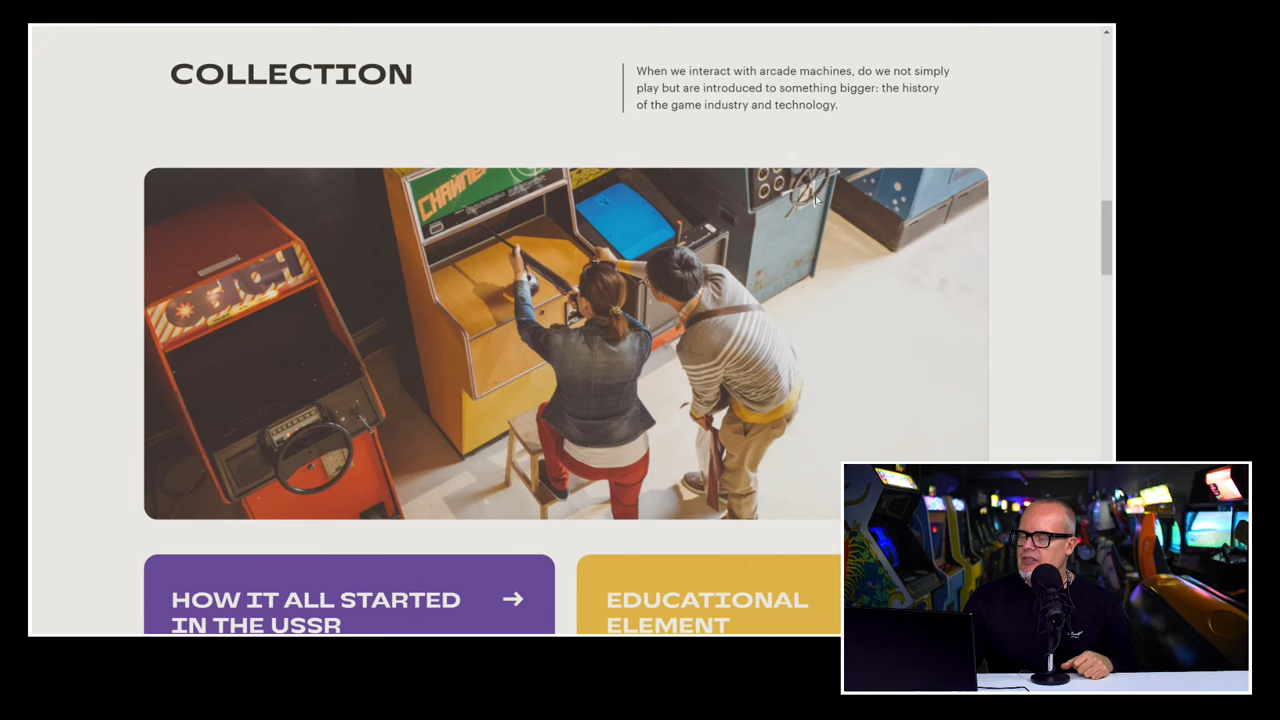 COLLECTION
When we interact with arcade machines, do we not simply
play but are introduced to something bigger: the history
of the game industry and technology.
HOW IT ALL STARTED
IN THE USSR
EDUCATIONAL
ELEMENT